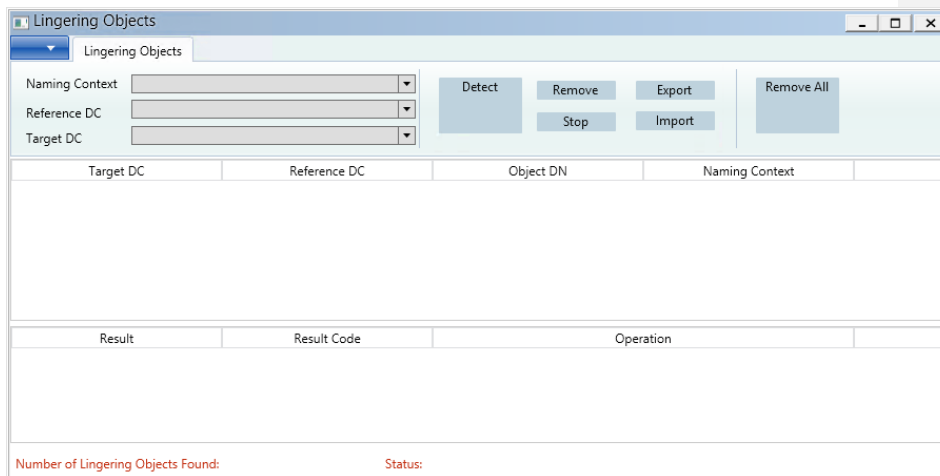 Lingering Objects
Lingering Objects
Naming Context
Reference DC
Target DC
Detect
Remove
Export
Stop
Import
Remove All
Target DC Reference DC Object DN Naming Context
Result Result Code Operation
Number of Lingering Objects Found: Status: